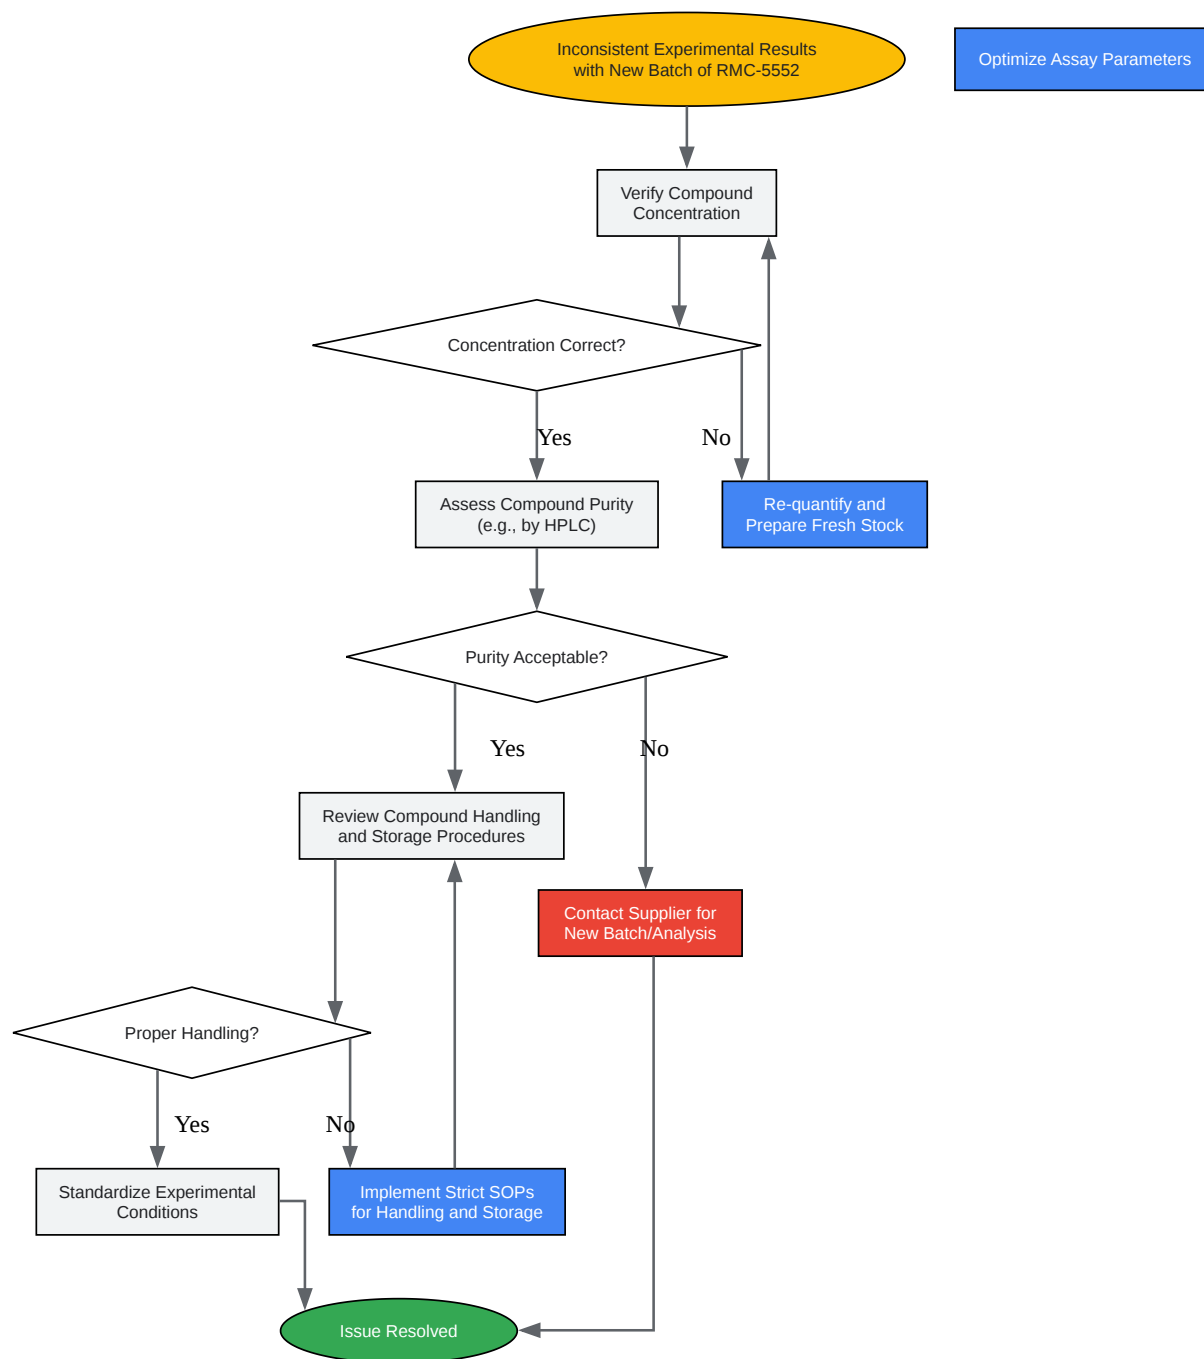 Inconsistent Experimental Results
with New Batch of RMC-5552
Optimize Assay Parameters
Verify Compound
Concentration
Concentration Correct?
Yes
No
Assess Compound Purity
(e.g., by HPLC)
Re-quantify and
Prepare Fresh Stock
Purity Acceptable?
Yes
No
Review Compound Handling
and Storage Procedures
Contact Supplier for
New Batch/Analysis
Proper Handling?
Yes
No
Standardize Experimental
Conditions
Implement Strict SOPs
for Handling and Storage
Issue Resolved